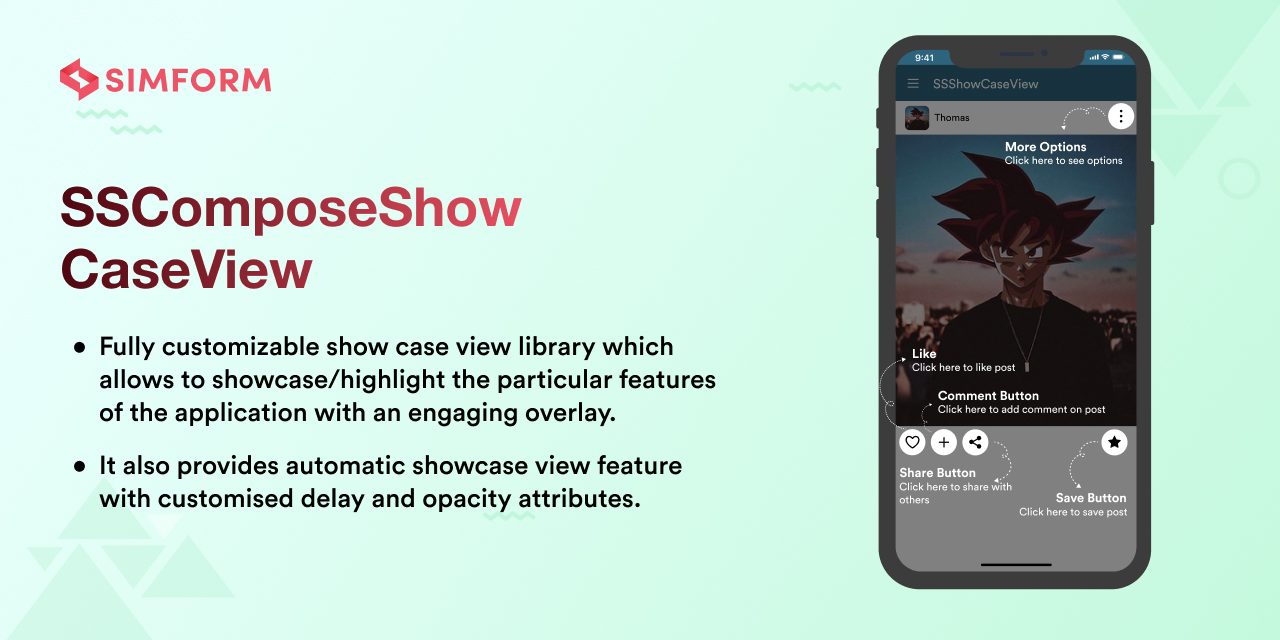 SIMFORM
SSComposeShow
CaseView
Fully customizable show case view library which
allows to showcase/highlight the particular features
of the application with an engaging overlay.
It also provides automatic showcase view feature
with customised delay and opacity attributes.
9:41
SSShowCaseView
Thomas
More Options
Click here to see options
Like
Click here to like post
Comment Button
Click here to add comment on post
Share Button
Click here to share with
others
Save Button
Click here to save post